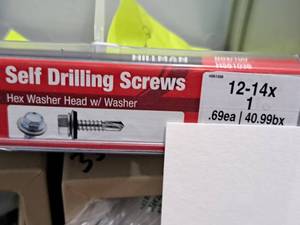 HILLMAN
Self Drilling Screws
Hex Washer Head w/ Washer
12-14x
1
.69ea / 40.99bx